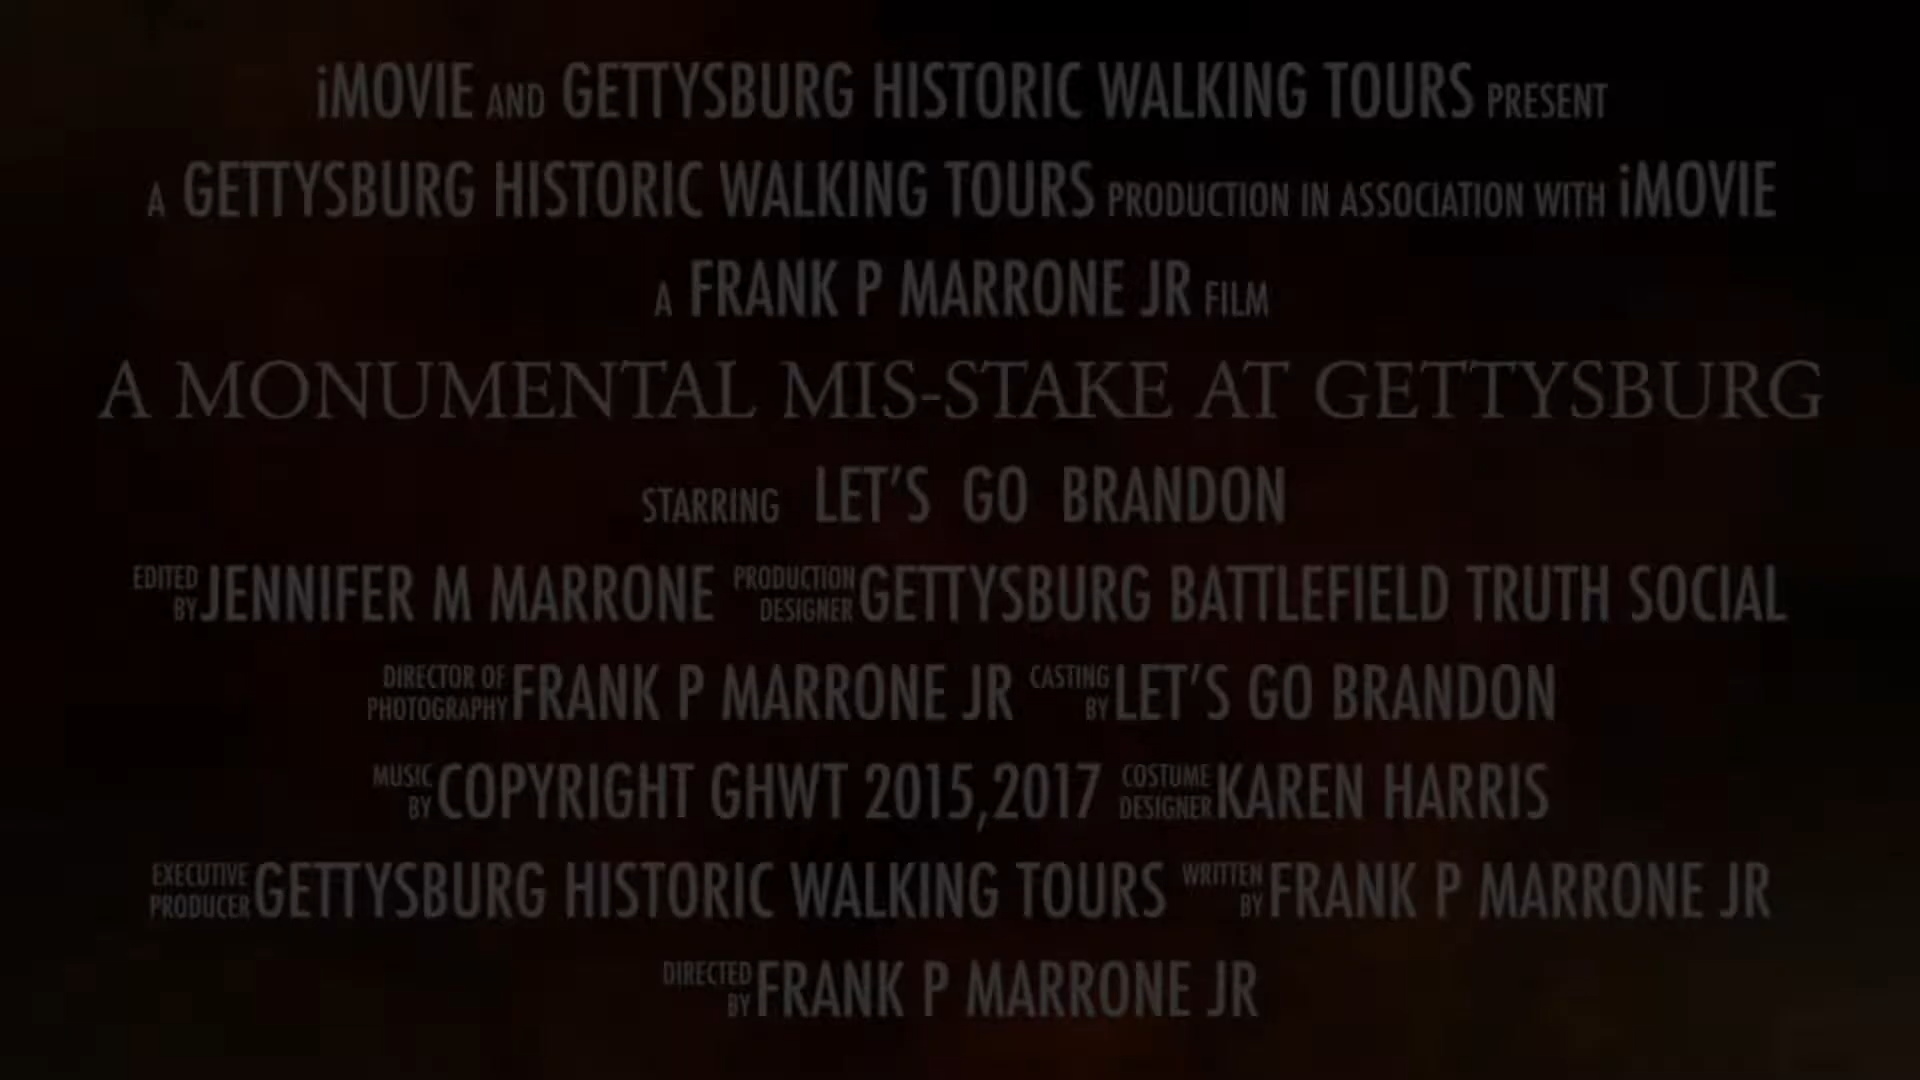 iMOVIE AND GETTYSBURG HISTORIC WALKING TOURS PRESENT
A GETTYSBURG HISTORIC WALKING TOURS PRODUCTION IN ASSOCIATION WITH iMOVIE
A FRANK P MARRONE JR FILM
A MONUMENTAL MIS-STAKE AT GETTYSBURG
STARRING LET'S GO BRANDON
EDITED BY JENNIFER M MARRONE PRODUCTION DESIGNER GETTYSBURG BATTLEFIELD TRUTH SOCIAL
DIRECTOR OF PHOTOGRAPHY FRANK P MARRONE JR CASTING BY LET'S GO BRANDON
MUSIC BY COPYRIGHT GHWT 2015,2017 COSTUME DESIGNER KAREN HARRIS
EXECUTIVE PRODUCER GETTYSBURG HISTORIC WALKING TOURS WRITTEN BY FRANK P MARRONE JR
DIRECTED BY FRANK P MARRONE JR